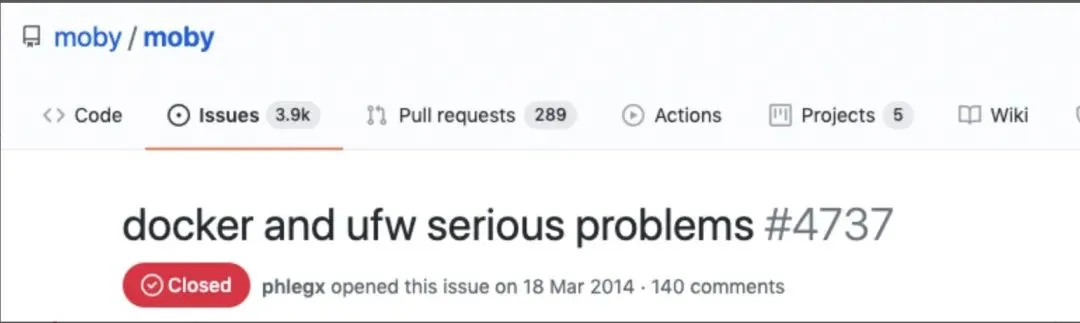 moby / moby
Code Issues 3.9k Pull requests 289 Actions Projects 5 Wiki
docker and ufw serious problems #4737
Closed phlegx opened this issue on 18 Mar 2014 · 140 comments